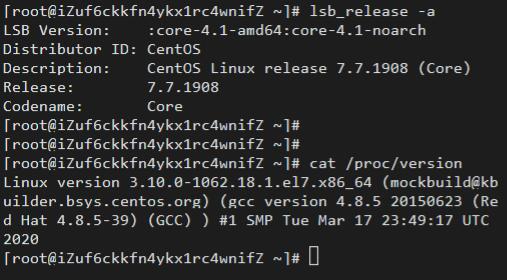 [root@iZuf6ckkfn4ykx1rc4wnifZ ~]# lsb_release -a
LSB Version:    :core-4.1-amd64:core-4.1-noarch
Distributor ID: CentOS
Description:    CentOS Linux release 7.7.1908 (Core)
Release:        7.7.1908
Codename:       Core
[root@iZuf6ckkfn4ykx1rc4wnifZ ~]#
[root@iZuf6ckkfn4ykx1rc4wnifZ ~]#
[root@iZuf6ckkfn4ykx1rc4wnifZ ~]# cat /proc/version
Linux version 3.10.0-1062.18.1.el7.x86_64 (mockbuild@kb
uilder.bsys.centos.org) (gcc version 4.8.5 20150623 (Re
d Hat 4.8.5-39) (GCC) ) #1 SMP Tue Mar 17 23:49:17 UTC
2020
[root@iZuf6ckkfn4ykx1rc4wnifZ ~]#